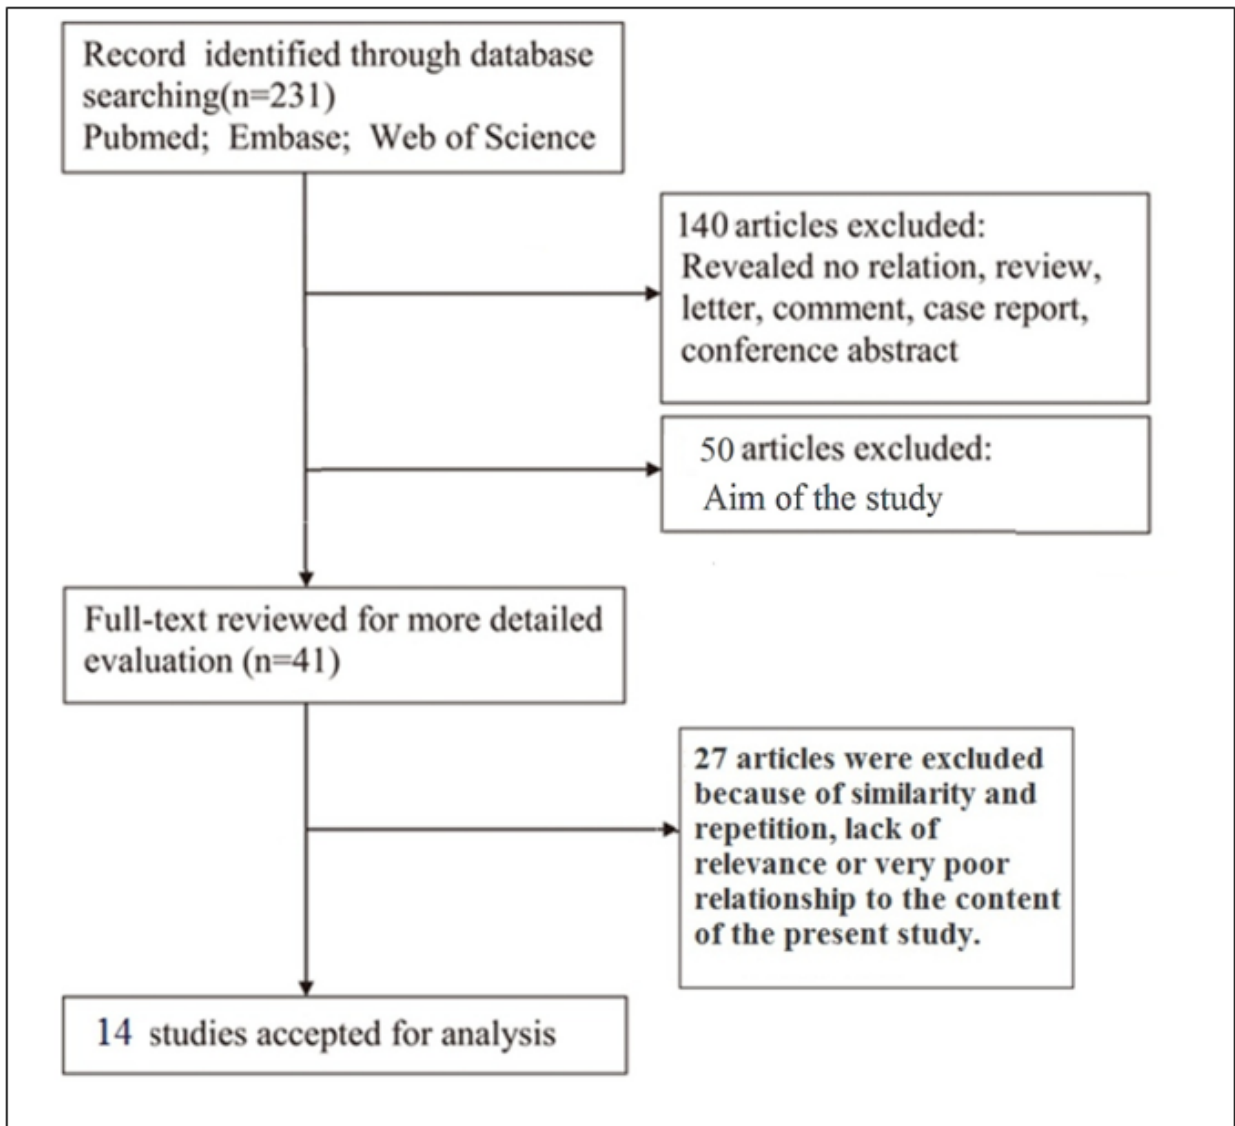 Record identified through database
searching(n=231)
Pubmed; Embase; Web of Science
140 articles excluded:
Revealed no relation, review,
letter, comment, case report,
conference abstract
50 articles excluded:
Aim of the study
Full-text reviewed for more detailed
evaluation (n=41)
27 articles were excluded
because of similarity and
repetition, lack of
relevance or very poor
relationship to the content
of the present study.
14 studies accepted for analysis